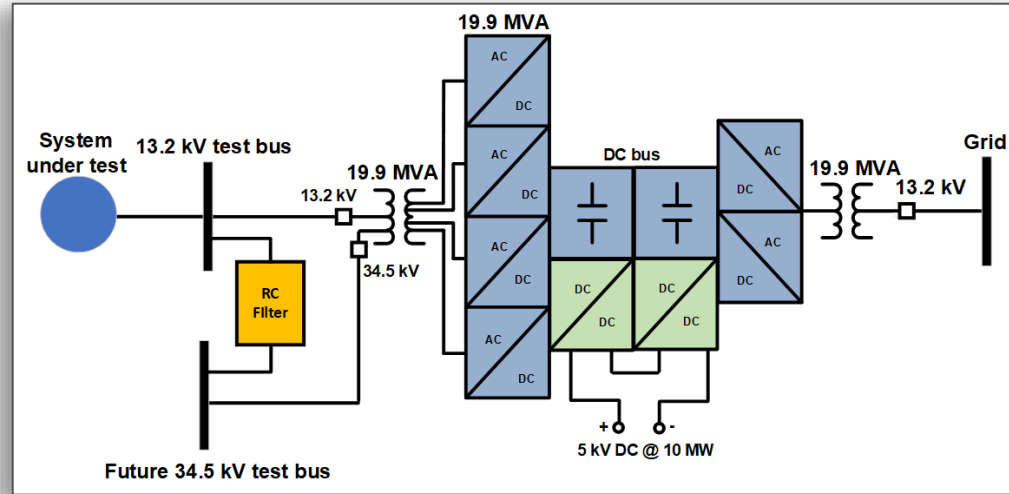 19.9 MVA
AC
DC
System
under test
13.2 kV test bus
AC
DC
DC bus
AC
DC
Grid
19.9 MVA
13.2 kV
34.5 kV
19.9 MVA
13.2 kV
AC
DC
AC
DC
RC
Filter
DC
DC
DC
DC
AC
DC
+
-
5 kV DC @ 10 MW
Future 34.5 kV test bus